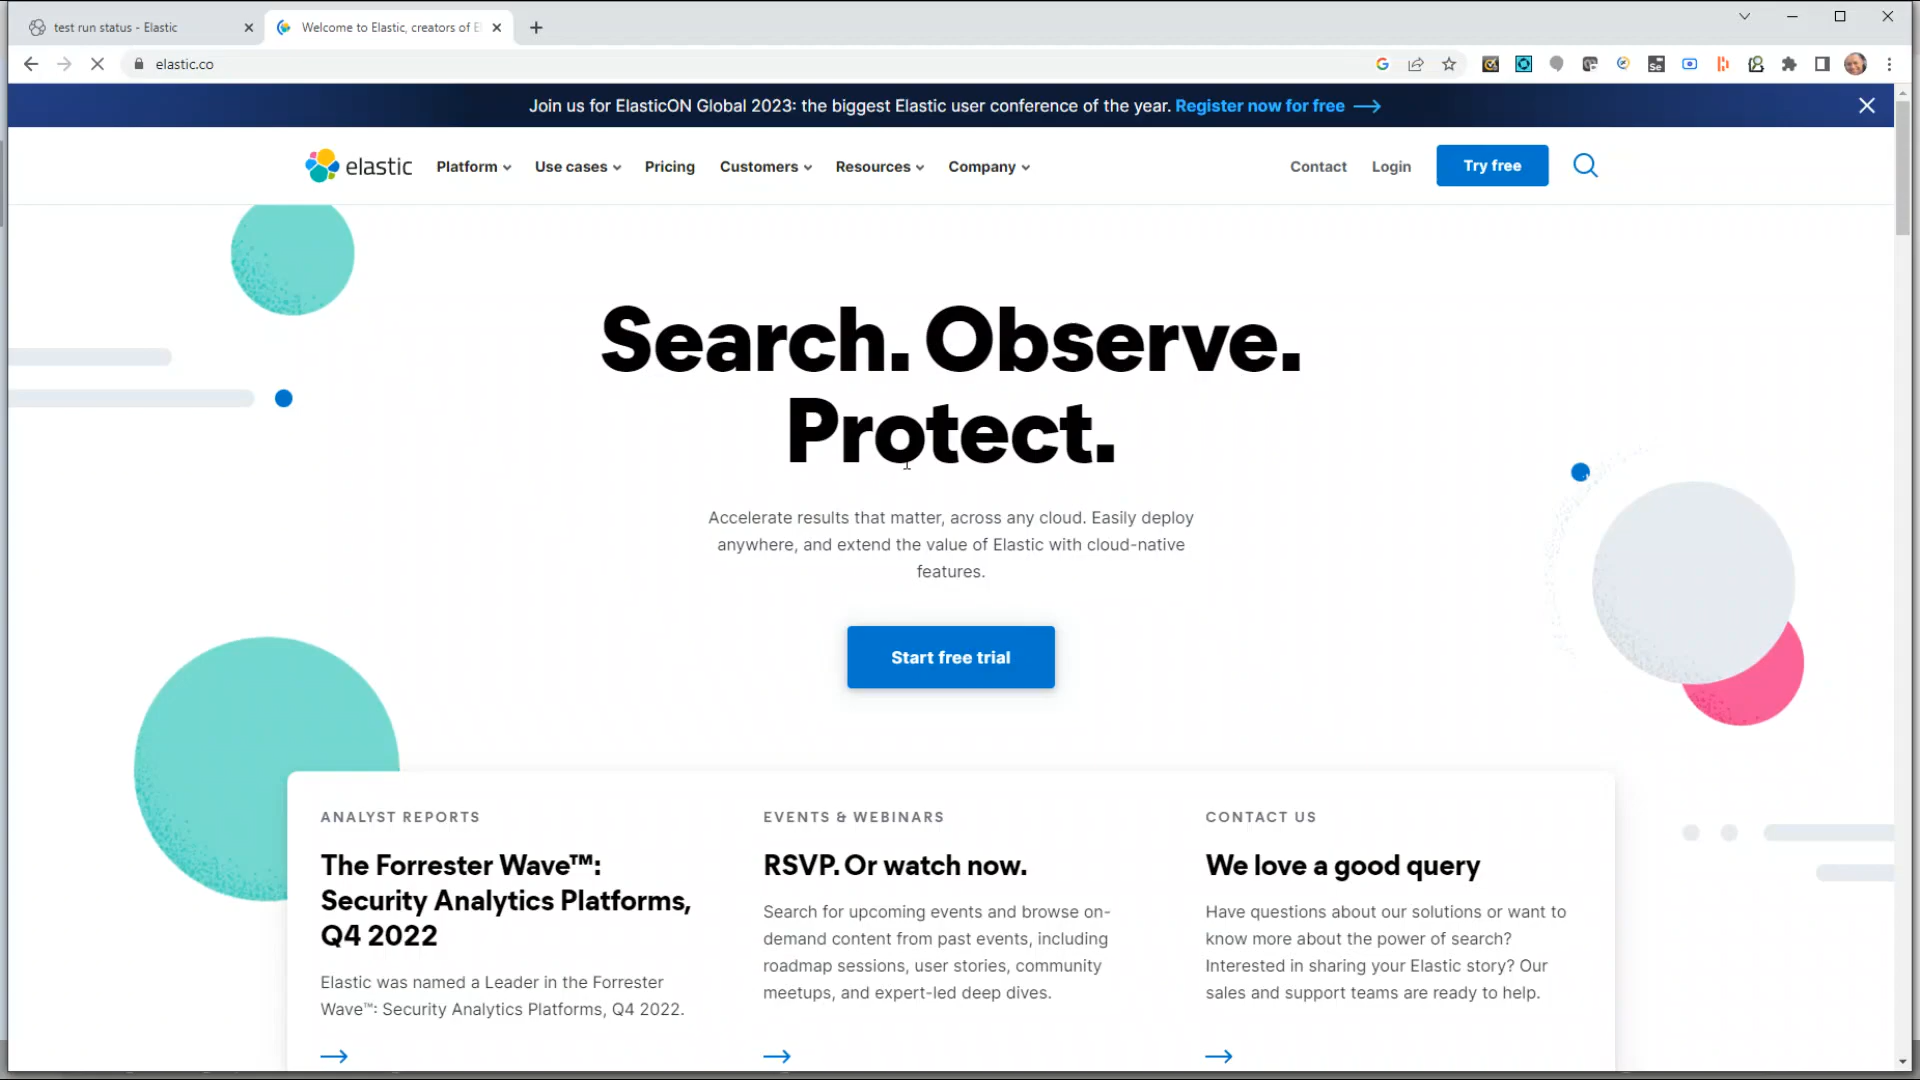 test run status - Elastic
Welcome to Elastic, creators of E
elastic.co
Join us for ElasticON Global 2023: the biggest Elastic user conference of the year. Register now for free
elastic Platform Use cases Pricing Customers Resources Company Contact Login Try free
Search. Observe.
Protect.
Accelerate results that matter, across any cloud. Easily deploy
anywhere, and extend the value of Elastic with cloud-native
features.
Start free trial
ANALYST REPORTS
The Forrester Wave™:
Security Analytics Platforms,
Q4 2022
Elastic was named a Leader in the Forrester
Wave™: Security Analytics Platforms, Q4 2022.
EVENTS & WEBINARS
RSVP. Or watch now.
Search for upcoming events and browse on-
demand content from past events, including
roadmap sessions, user stories, community
meetups, and expert-led deep dives.
CONTACT US
We love a good query
Have questions about our solutions or want to
know more about the power of search?
Interested in sharing your Elastic story? Our
sales and support teams are ready to help.